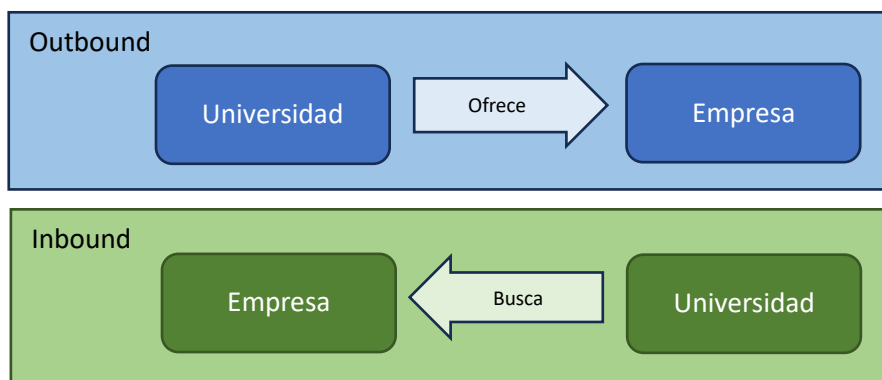 Outbound
Universidad
Ofrece
Empresa
Inbound
Empresa
Busca
Universidad